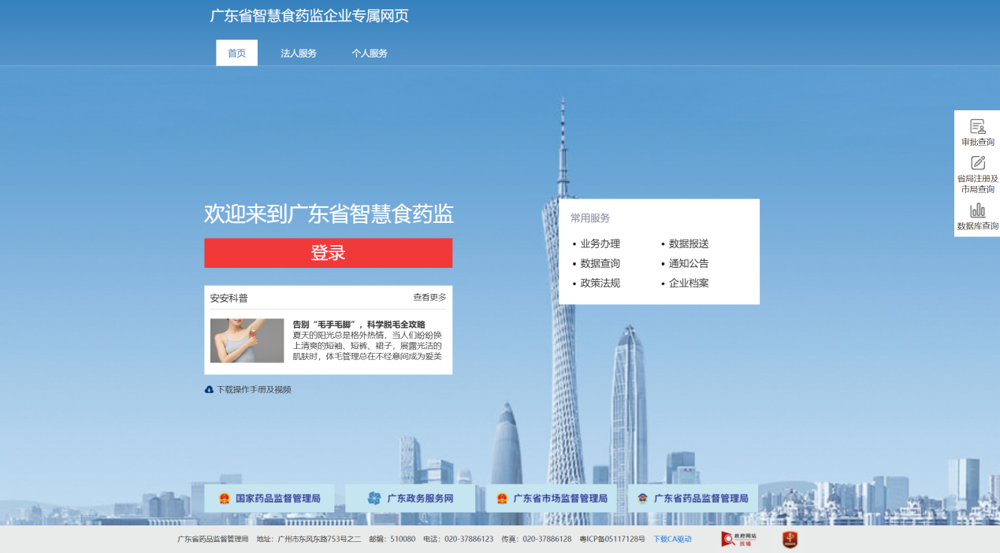 广东省智慧食药监企业专属网页
首页 法人服务 个人服务
审批查询
省局注册及
市局查询
数据库查询
欢迎来到广东省智慧食药监
登录
常用服务
• 业务办理 • 数据报送
• 数据查询 • 通知公告
• 政策法规 • 企业档案
安安科普 查看更多
告别“毛手毛脚”，科学脱毛全攻略
夏天的阳光总是格外热情，当人们纷纷换
上清爽的短袖、短裤、裙子，展露光洁的
肌肤时，体毛管理总在不经意间成为爱美
下载操作手册及视频
国家药品监督管理局 广东政务服务网 广东省市场监督管理局 广东省药品监督管理局
广东省药品监督管理局 地址：广州市东风东路753号之二 邮编：510080 电话：020-37886123 传真：020-37886128 粤ICP备05117128号 下载CA驱动
政府网站
找错